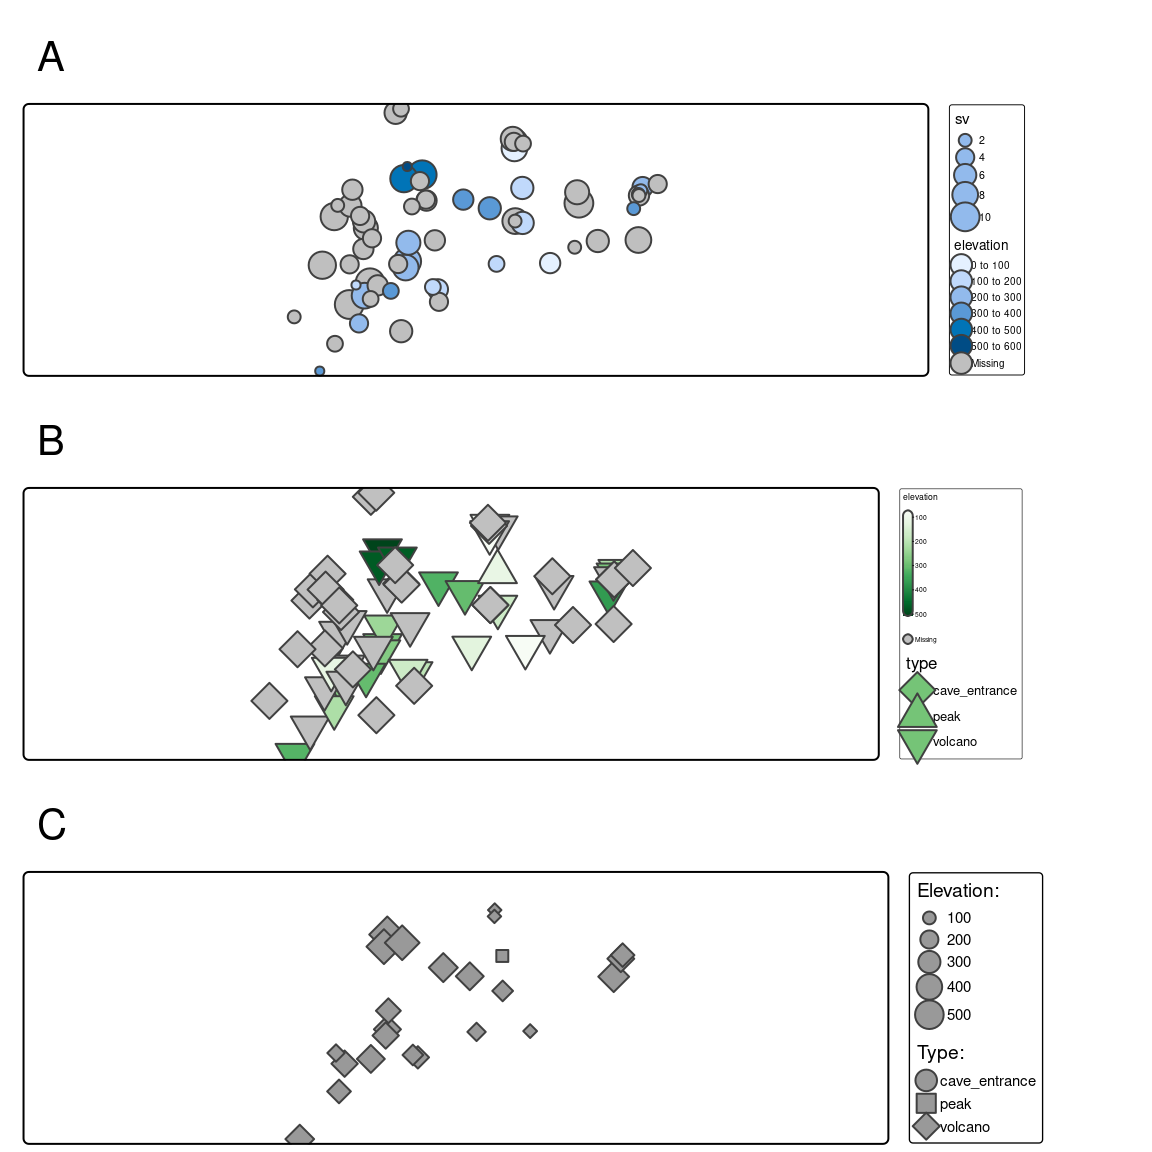 A
sv
2
4
6
8
10
elevation
0 to 100
100 to 200
200 to 300
300 to 400
400 to 500
500 to 600
Missing
B
elevation
100
200
300
400
500
Missing
type
cave_entrance
peak
volcano
C
Elevation:
100
200
300
400
500
Type:
cave_entrance
peak
volcano